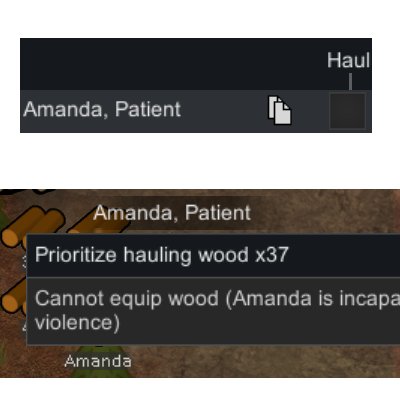 Haul
Amanda, Patient
Amanda, Patient
Prioritize hauling wood x37
Cannot equip wood (Amanda is incapa
violence)
Amanda